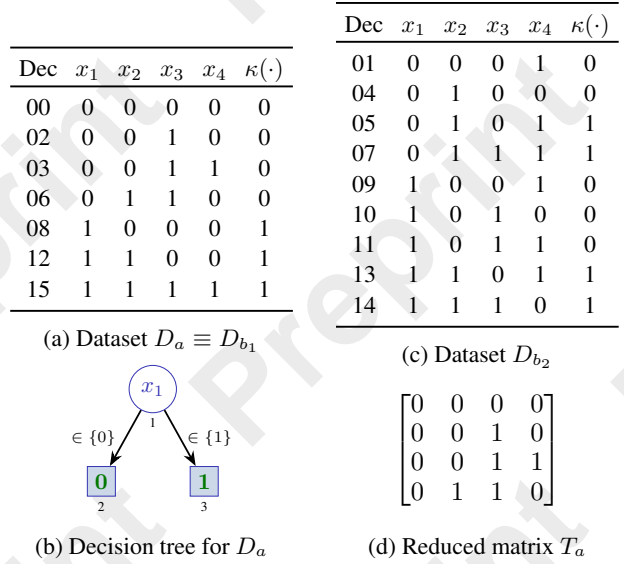 Dec x₁ x₂ x₃ x₄ κ(·)
00 0 0 0 0 0
02 0 0 1 0 0
03 0 0 1 1 0
06 0 1 1 0 0
08 1 0 0 0 1
12 1 1 0 0 1
15 1 1 1 1 1
(a) Dataset Dₐ ≡ D_{b₁}
x₁
1
∈ {0} ∈ {1}
0 1
2 3
(b) Decision tree for Dₐ
Dec x₁ x₂ x₃ x₄ κ(·)
01 0 0 0 1 0
04 0 1 0 0 0
05 0 1 0 1 1
07 0 1 1 1 1
09 1 0 0 1 0
10 1 0 1 0 0
11 1 0 1 1 0
13 1 1 0 1 1
14 1 1 1 0 1
(c) Dataset D_{b₂}
0 0 0 0
0 0 1 0
0 0 1 1
0 1 1 0
(d) Reduced matrix Tₐ
Preprint